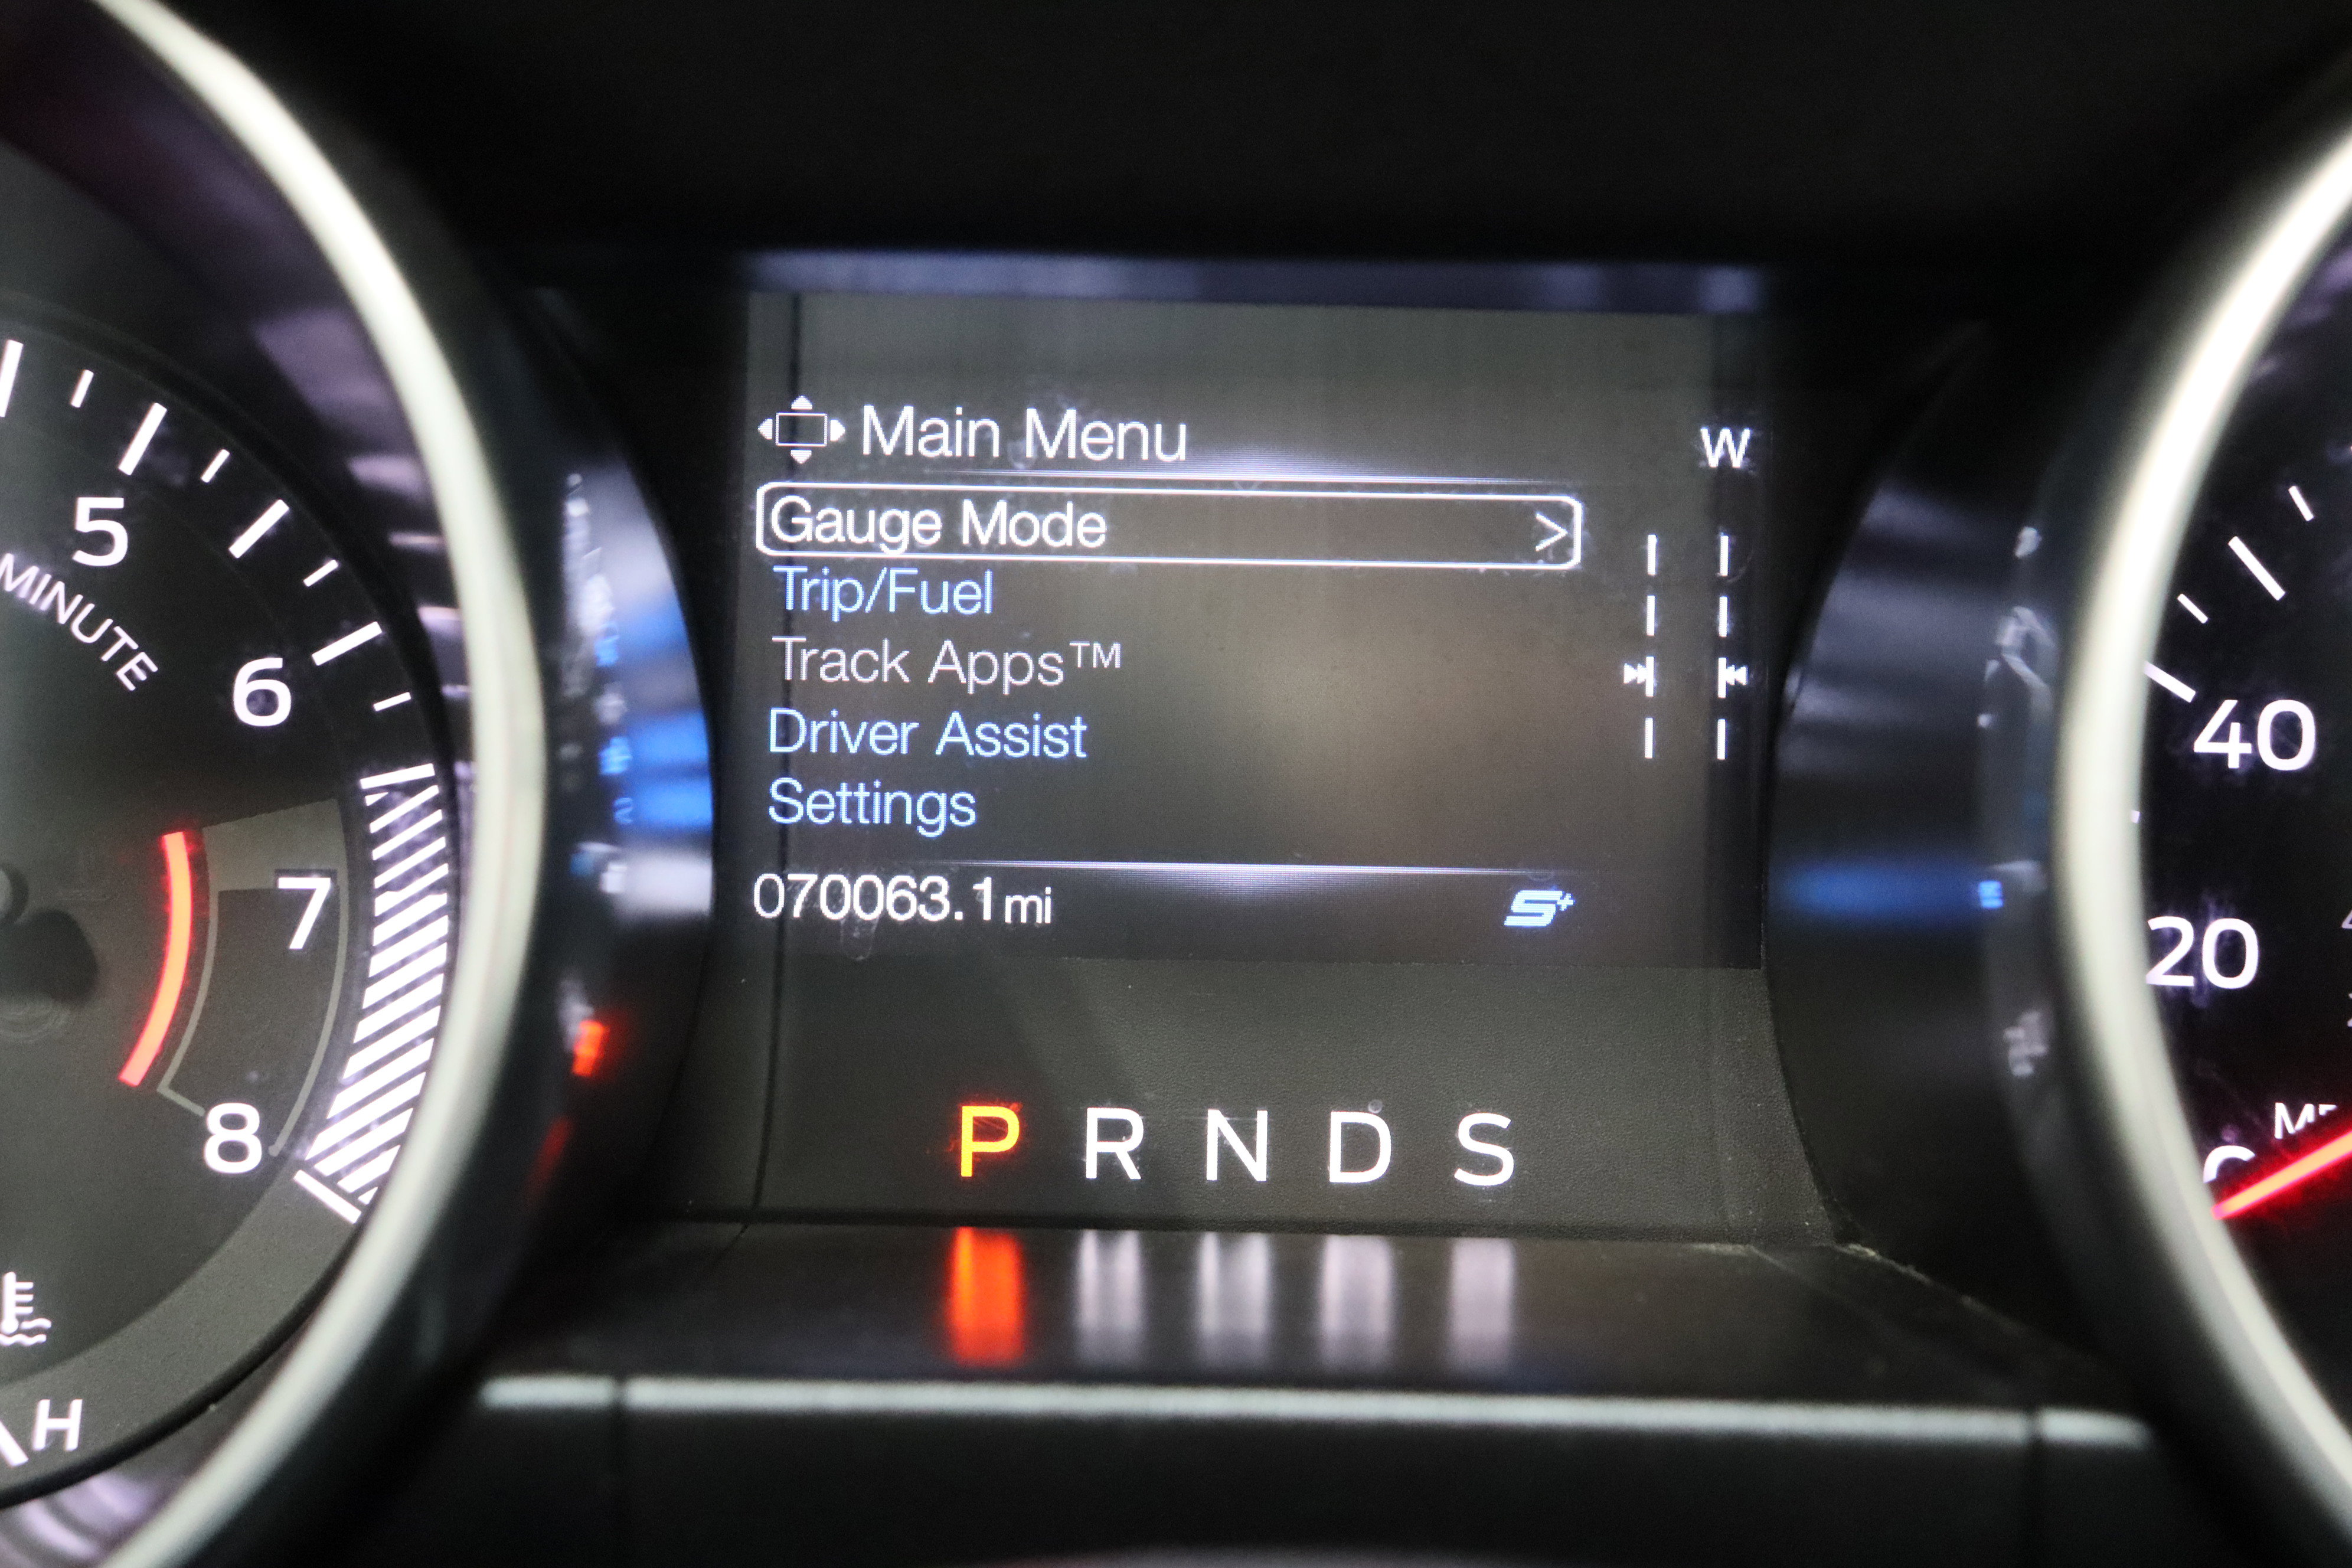 Main Menu
W
Gauge Mode >
Trip/Fuel
Track Apps™
Driver Assist
Settings
070063.1mi
S+
P R N D S
5
MINUTE
6
7
8
H
40
20